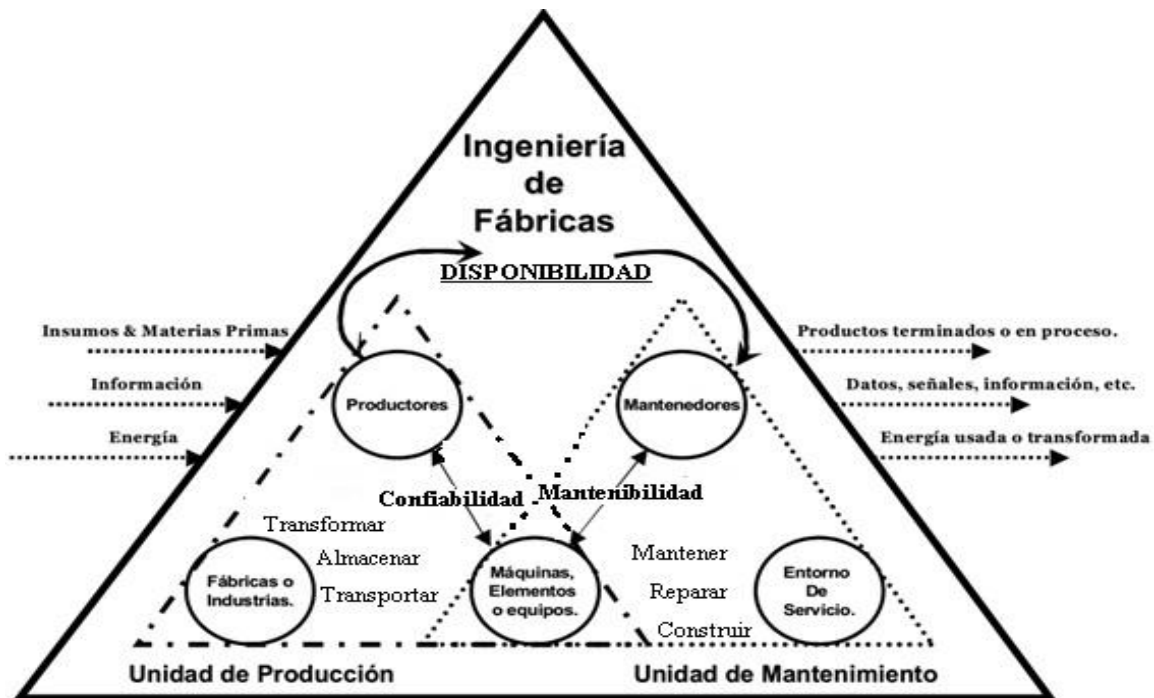 Ingeniería
de
Fábricas
DISPONIBILIDAD
Insumos & Materias Primas
Información
Energía
Productos terminados o en proceso.
Datos, señales, información, etc.
Energía usada o transformada
Productores
Mantenedores
Confiabilidad
Mantenibilidad
Transformar
Almacenar
Transportar
Mantener
Reparar
Construir
Fábricas o
Industrias.
Máquinas,
Elementos
o equipos.
Entorno
De
Servicio.
Unidad de Producción
Unidad de Mantenimiento